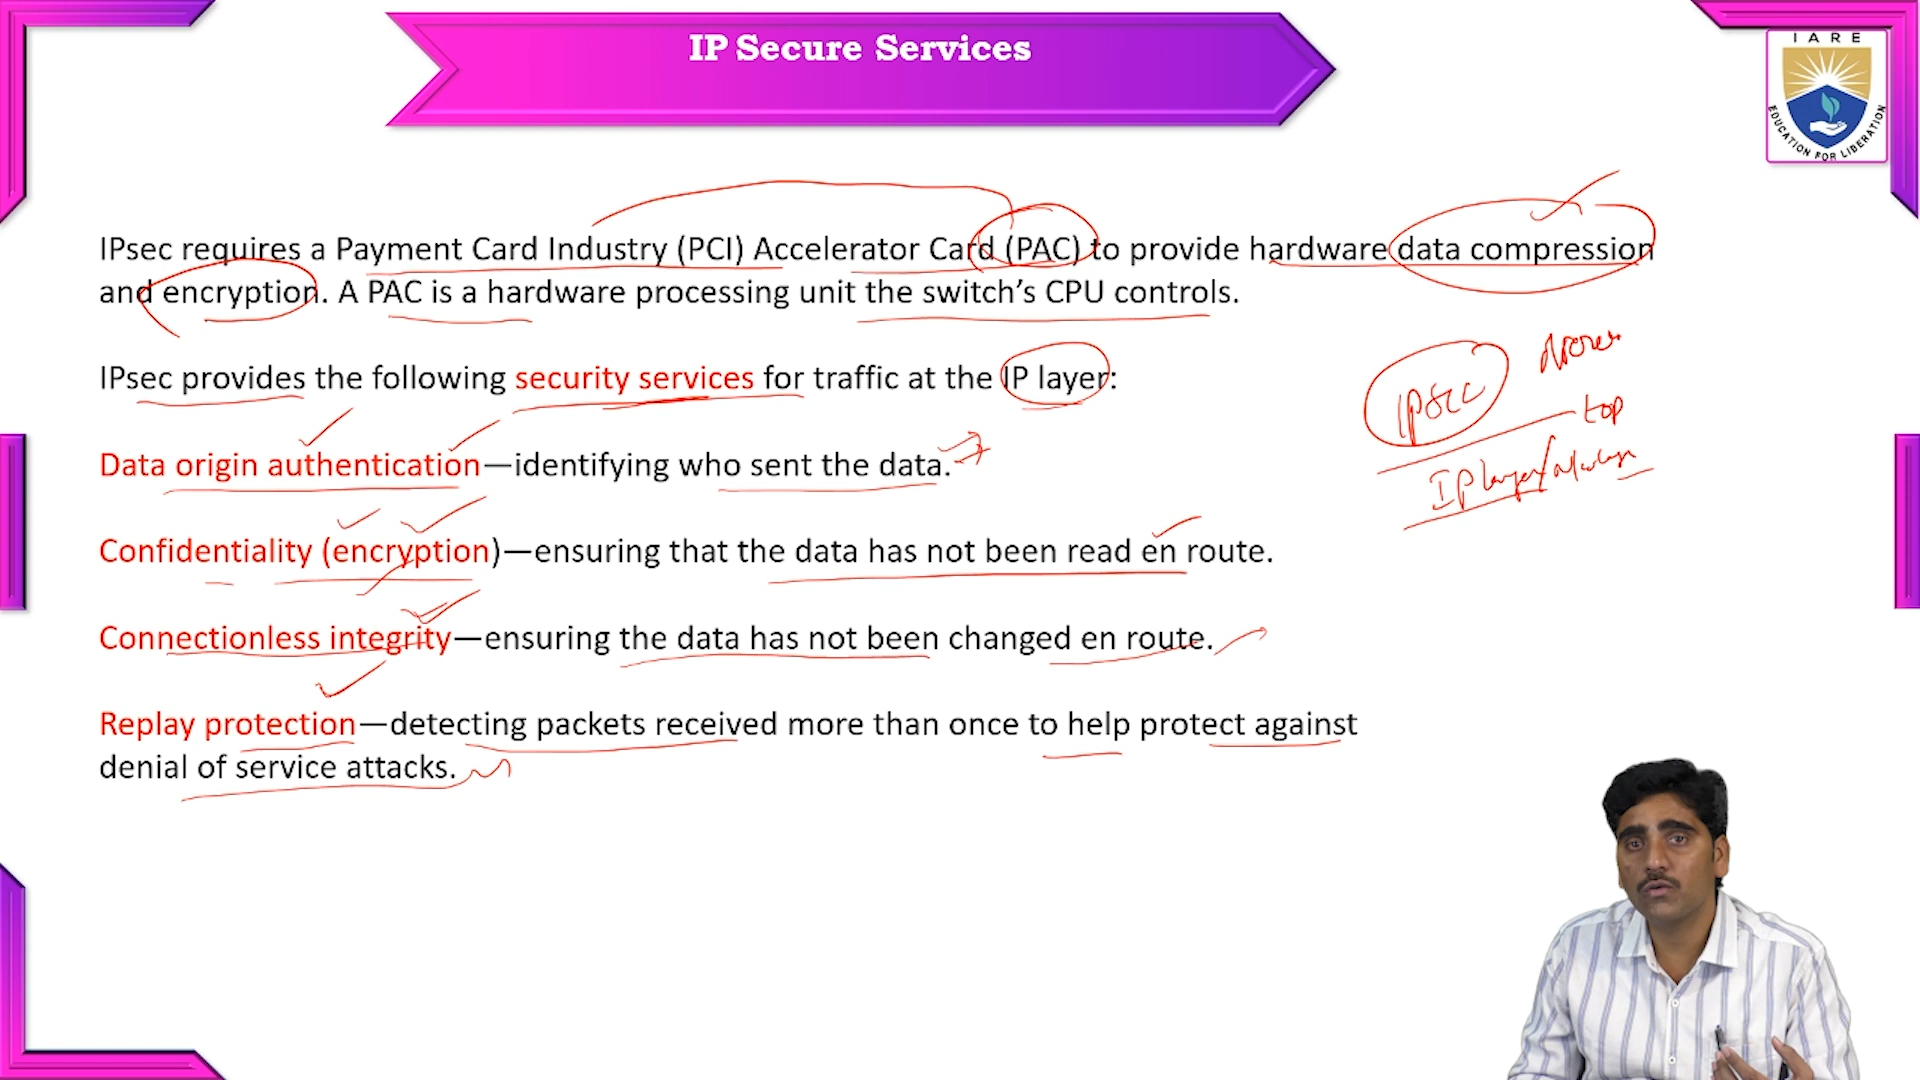 IP Secure Services
IARE
EDUCATION FOR LIBERATION
IPsec requires a Payment Card Industry (PCI) Accelerator Card (PAC) to provide hardware data compression
and encryption. A PAC is a hardware processing unit the switch’s CPU controls.
IPsec provides the following security services for traffic at the IP layer:
Data origin authentication—identifying who sent the data.
Confidentiality (encryption)—ensuring that the data has not been read en route.
Connectionless integrity—ensuring the data has not been changed en route.
Replay protection—detecting packets received more than once to help protect against
denial of service attacks.
IPSEC
top
IP layer/